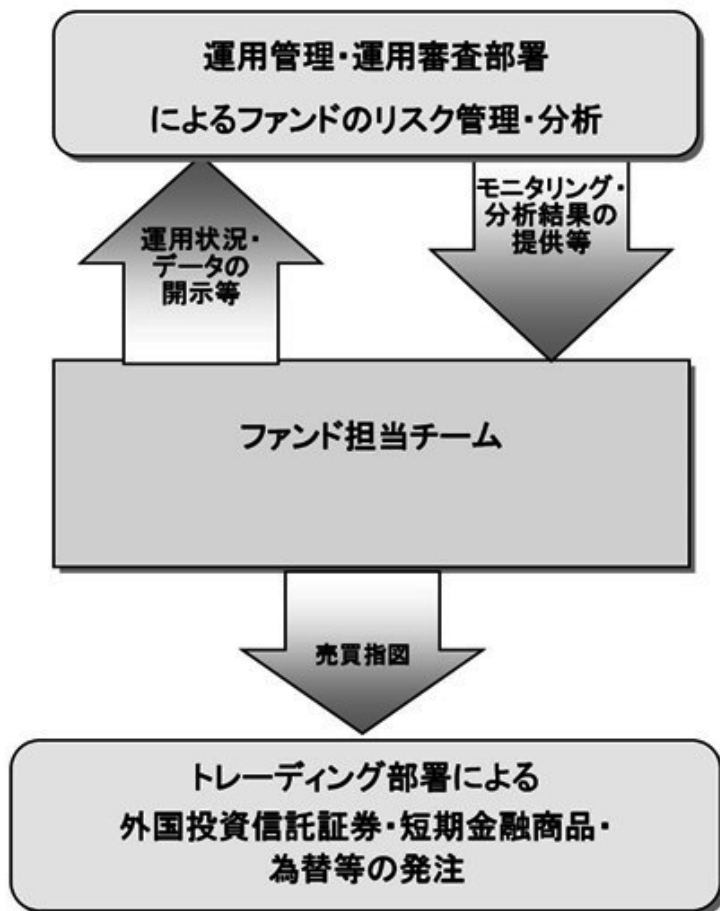 運用管理・運用審査部署
によるファンドのリスク管理・分析
運用状況・
データの
開示等
モニタリング・
分析結果の
提供等
ファンド担当チーム
売買指図
トレーディング部署による
外国投資信託証券・短期金融商品・
為替等の発注